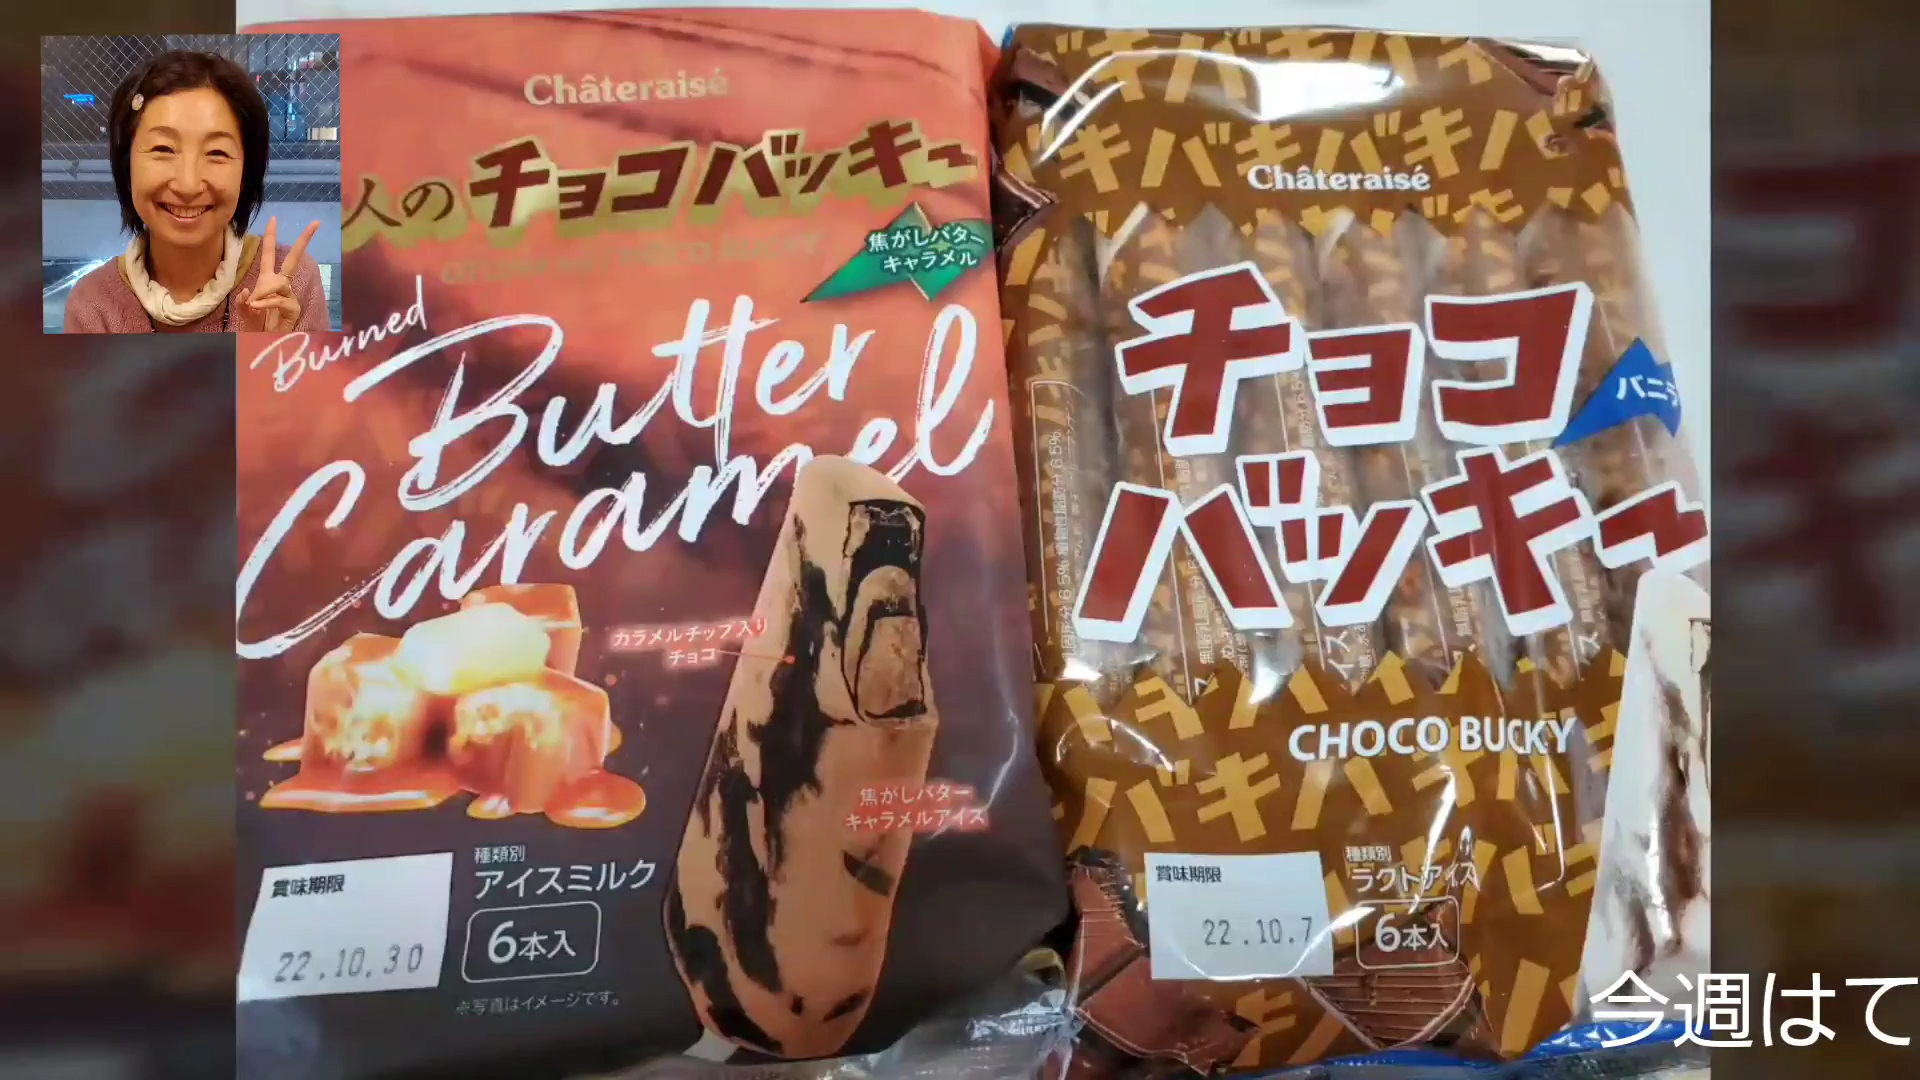 Châteraisé
人のチョコバッキー
焦がしバター
キャラメル
Burned
Butter
Caramel
カラメルチップ入り
チョコ
焦がしバター
キャラメルアイス
賞味期限
22.10.30
種類別
アイスミルク
6本入
※写真はイメージです。
Châteraisé
チョコ
バッキー
バニラ
CHOCO BUCKY
賞味期限
22.10.7
種類別
ラクトアイス
6本入
今週はて